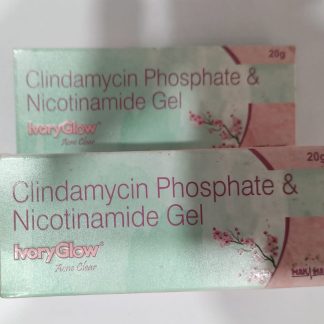 20g
Clindamycin Phosphate &
Nicotinamide Gel
IvoryGlow®
Acne Clear
20g
Clindamycin Phosphate &
Nicotinamide Gel
IvoryGlow®
Acne Clear